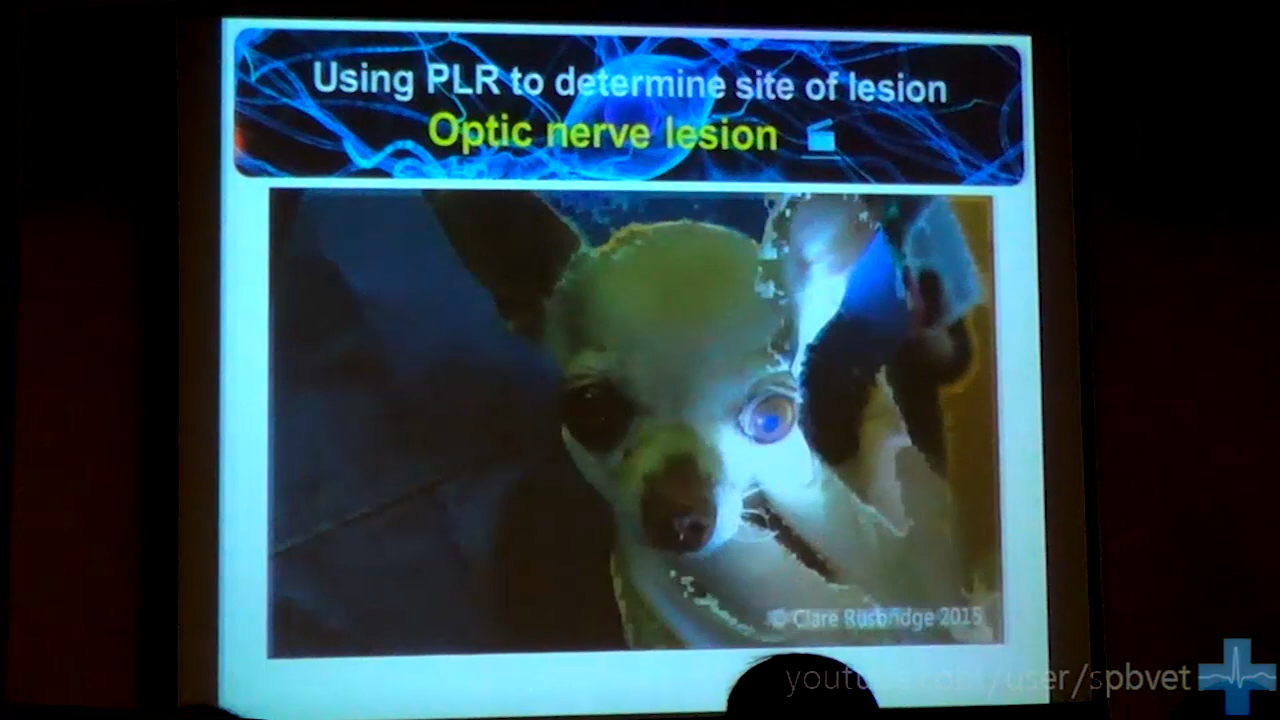 Using PLR to determine site of lesion
Optic nerve lesion
© Clare Rusbridge 2015
youtube.com/user/spbvet